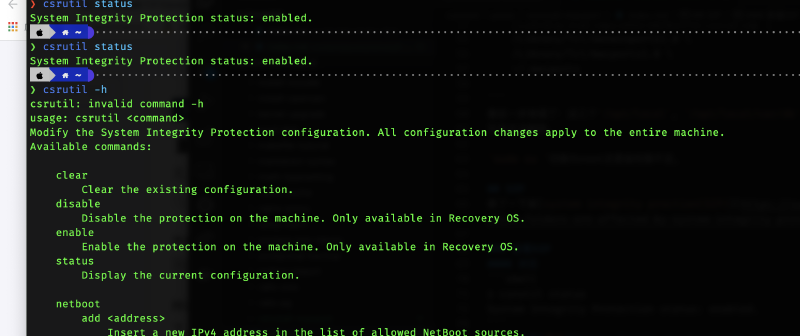 ❯ csrutil status
System Integrity Protection status: enabled.
~
❯ csrutil status
System Integrity Protection status: enabled.
~
❯ csrutil -h
csrutil: invalid command -h
usage: csrutil <command>
Modify the System Integrity Protection configuration. All configuration changes apply to the entire machine.
Available commands:
clear
Clear the existing configuration.
disable
Disable the protection on the machine. Only available in Recovery OS.
enable
Enable the protection on the machine. Only available in Recovery OS.
status
Display the current configuration.
netboot
add <address>
Insert a new IPv4 address in the list of allowed NetBoot sources.